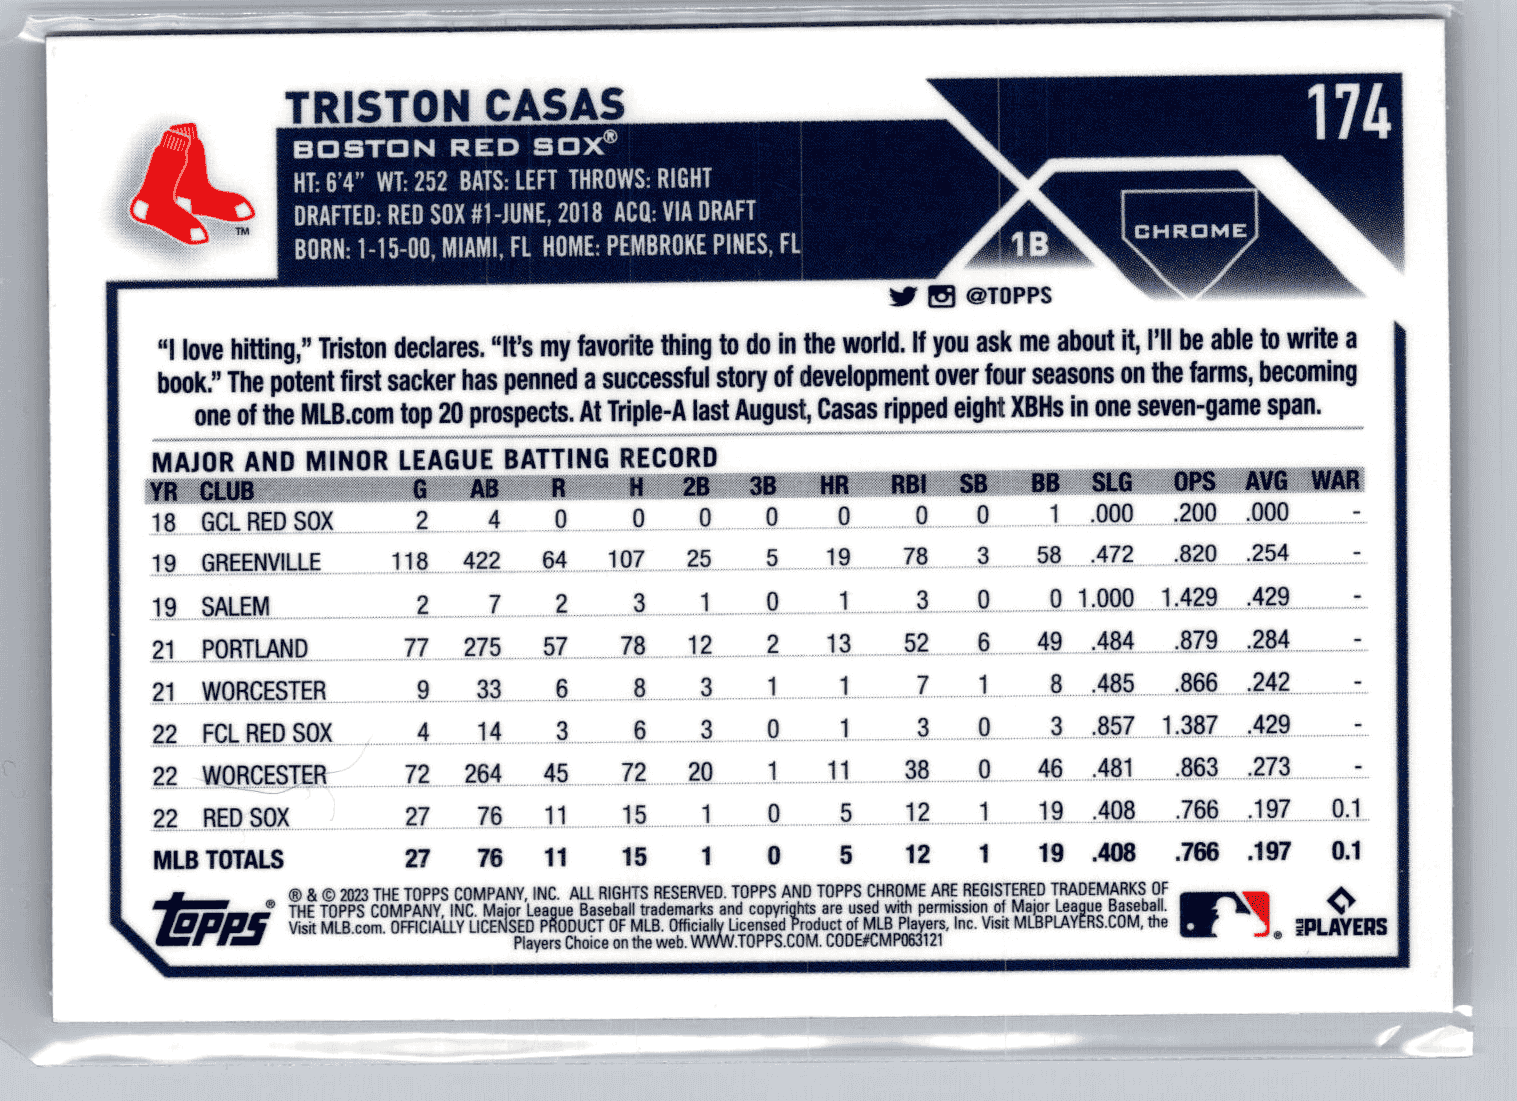 174
TRISTON CASAS
BOSTON RED SOX®
HT: 6'4" WT: 252 BATS: LEFT THROWS: RIGHT
DRAFTED: RED SOX #1-JUNE, 2018 ACQ: VIA DRAFT
BORN: 1-15-00, MIAMI, FL HOME: PEMBROKE PINES, FL
TM
1B
CHROME
@TOPPS
“I love hitting,” Triston declares. “It’s my favorite thing to do in the world. If you ask me about it, I’ll be able to write a
book.” The potent first sacker has penned a successful story of development over four seasons on the farms, becoming
one of the MLB.com top 20 prospects. At Triple-A last August, Casas ripped eight XBHs in one seven-game span.
MAJOR AND MINOR LEAGUE BATTING RECORD
YR CLUB G AB R H 2B 3B HR RBI SB BB SLG OPS AVG WAR
18 GCL RED SOX 2 4 0 0 0 0 0 0 0 1 .000 .200 .000 -
19 GREENVILLE 118 422 64 107 25 5 19 78 3 58 .472 .820 .254 -
19 SALEM 2 7 2 3 1 0 1 3 0 0 1.000 1.429 .429 -
21 PORTLAND 77 275 57 78 12 2 13 52 6 49 .484 .879 .284 -
21 WORCESTER 9 33 6 8 3 1 1 7 1 8 .485 .866 .242 -
22 FCL RED SOX 4 14 3 6 3 0 1 3 0 3 .857 1.387 .429 -
22 WORCESTER 72 264 45 72 20 1 11 38 0 46 .481 .863 .273 -
22 RED SOX 27 76 11 15 1 0 5 12 1 19 .408 .766 .197 0.1
MLB TOTALS 27 76 11 15 1 0 5 12 1 19 .408 .766 .197 0.1
TOPPS®
® & © 2023 THE TOPPS COMPANY, INC. ALL RIGHTS RESERVED. TOPPS AND TOPPS CHROME ARE REGISTERED TRADEMARKS OF
THE TOPPS COMPANY, INC. Major League Baseball trademarks and copyrights are used with permission of Major League Baseball.
Visit MLB.com. OFFICIALLY LICENSED PRODUCT OF MLB. Officially Licensed Product of MLB Players, Inc. Visit MLBPLAYERS.COM, the
Players Choice on the web. WWW.TOPPS.COM. CODE#CMP063121
®
MLB PLAYERS